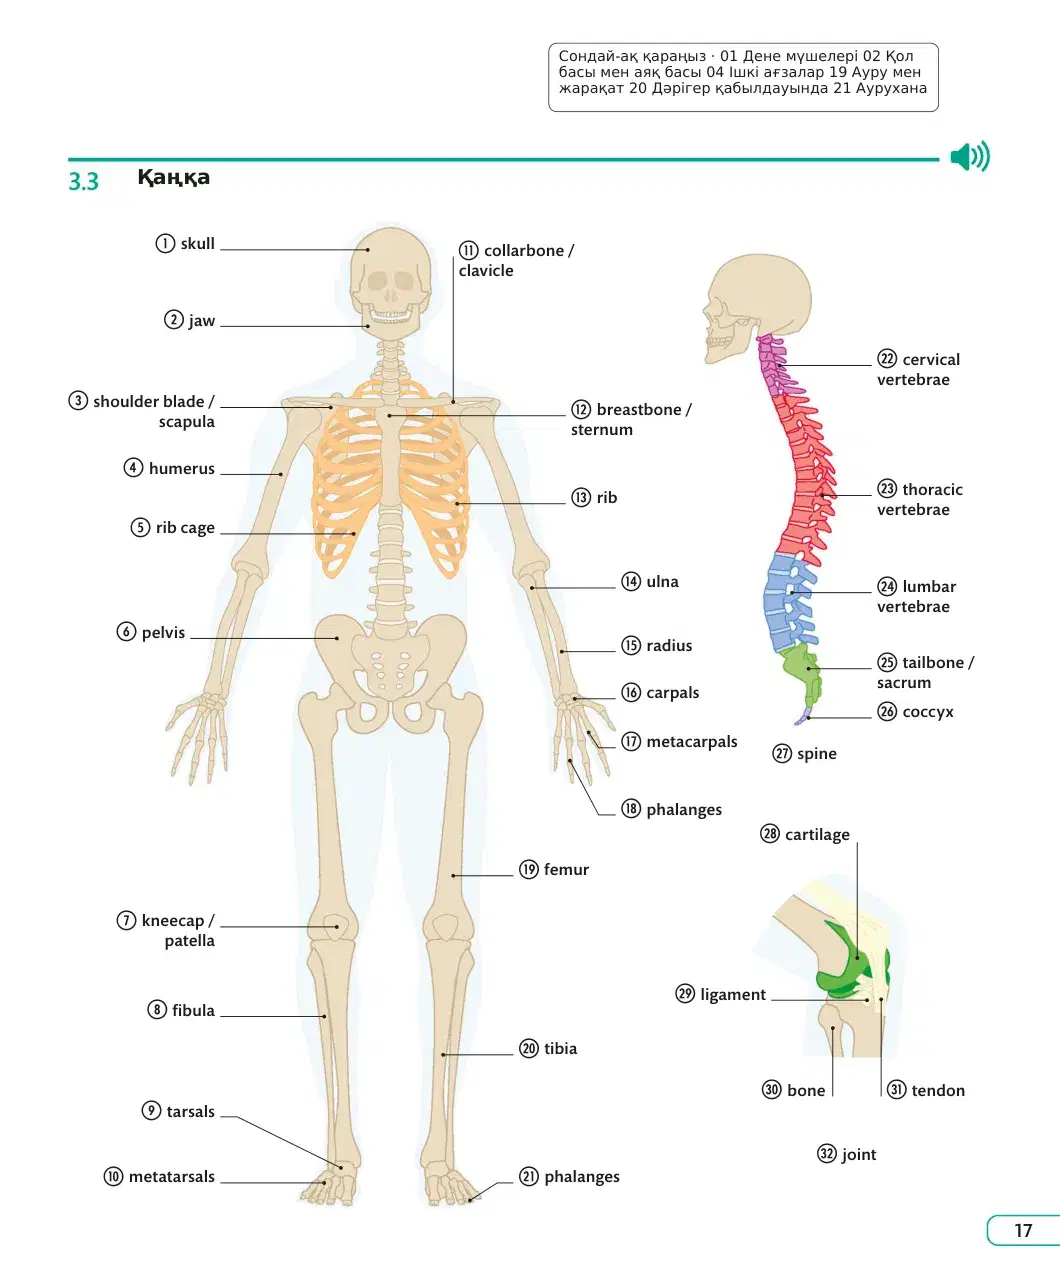 Сондай-ақ қараңыз · 01 Дене мүшелері 02 Қол
басы мен аяқ басы 04 Ішкі ағзалар 19 Ауру мен
жарақат 20 Дәрігер қабылдауында 21 Аурухана
3.3 Қаңқа
1 skull
2 jaw
3 shoulder blade /
scapula
4 humerus
5 rib cage
6 pelvis
7 kneecap /
patella
8 fibula
9 tarsals
10 metatarsals
11 collarbone /
clavicle
12 breastbone /
sternum
13 rib
14 ulna
15 radius
16 carpals
17 metacarpals
18 phalanges
19 femur
20 tibia
21 phalanges
22 cervical
vertebrae
23 thoracic
vertebrae
24 lumbar
vertebrae
25 tailbone /
sacrum
26 coccyx
27 spine
28 cartilage
29 ligament
30 bone
31 tendon
32 joint
17